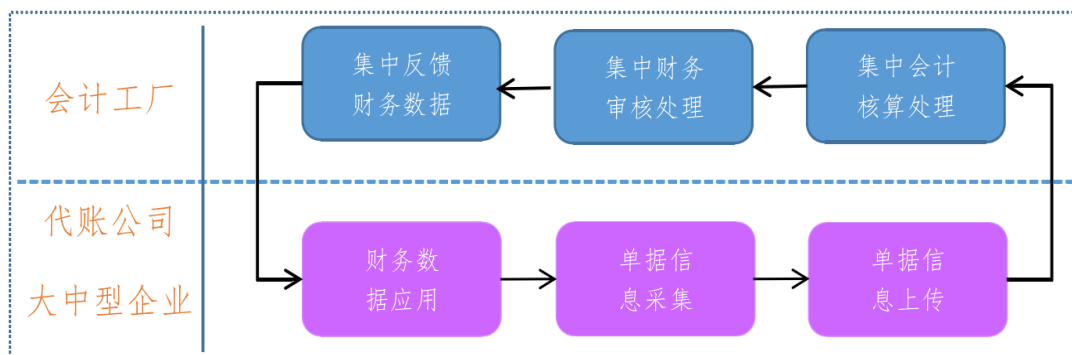 会计工厂
集中反馈
财务数据
集中财务
审核处理
集中会计
核算处理
代账公司
大中型企业
财务数
据应用
单据信
息采集
单据信
息上传